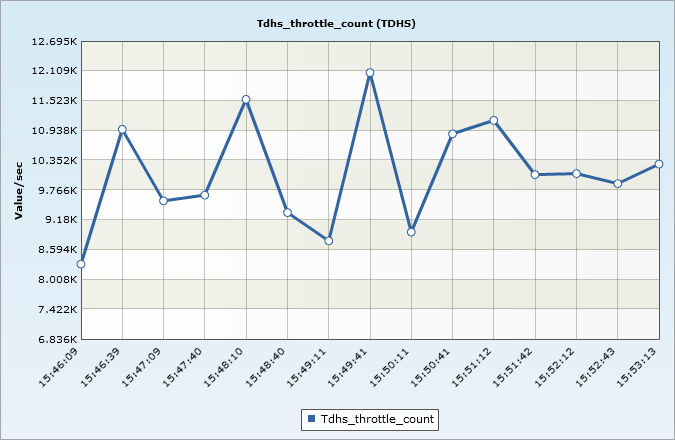 Tdhs_throttle_count (TDHS)
Value/sec
12.695K
12.109K
11.523K
10.938K
10.352K
9.766K
9.18K
8.594K
8.008K
7.422K
6.836K
15:46:09
15:46:39
15:47:09
15:47:40
15:48:10
15:48:40
15:49:11
15:49:41
15:50:11
15:50:41
15:51:12
15:51:42
15:52:12
15:52:43
15:53:13
Tdhs_throttle_count